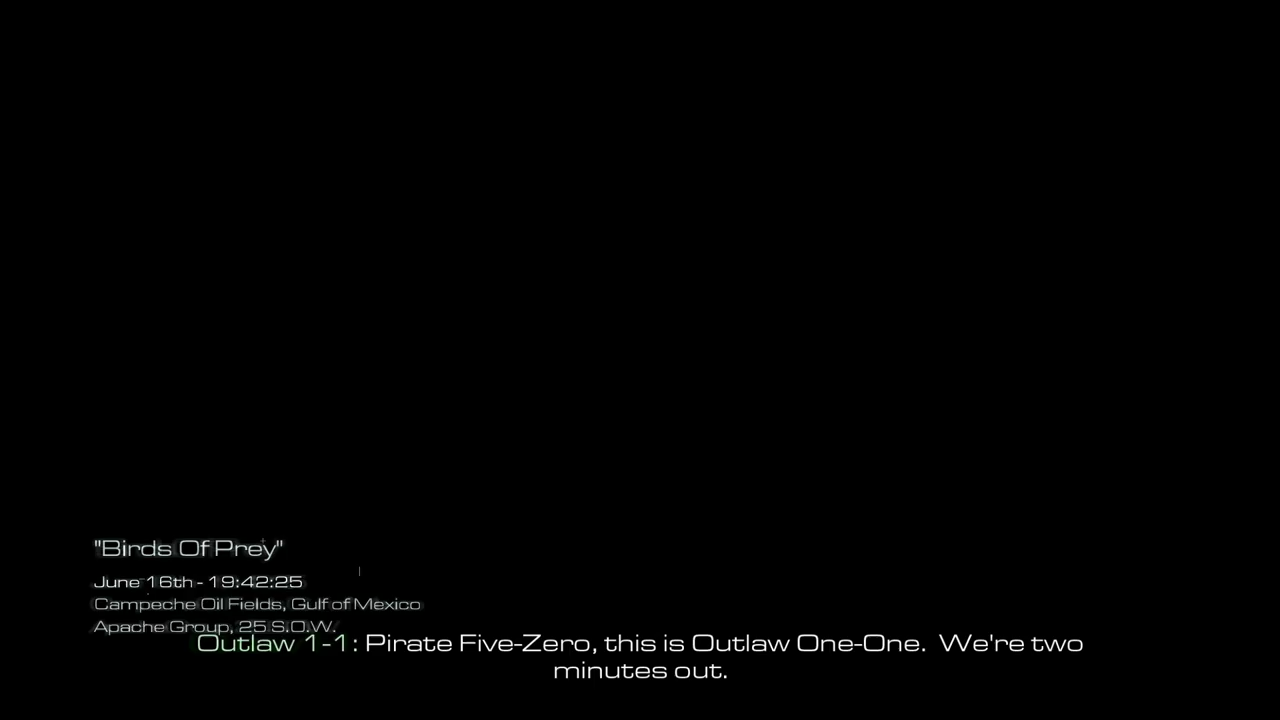 "Birds Of Prey"
June 16th - 19:42:25
Campeche Oil Fields, Gulf of Mexico
Apache Group, 25 S.O.W.
Outlaw 1-1: Pirate Five-Zero, this is Outlaw One-One.  We're two
minutes out.